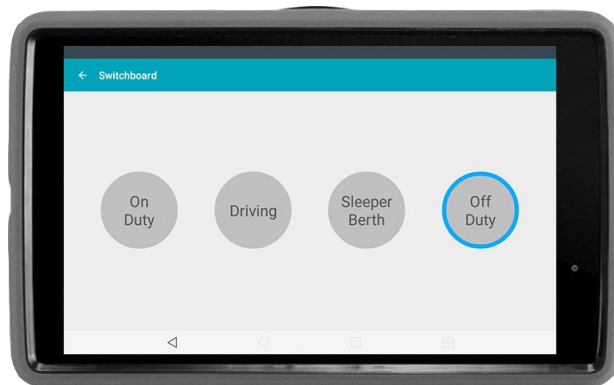 Switchboard
On
Duty
Driving
Sleeper
Berth
Off
Duty